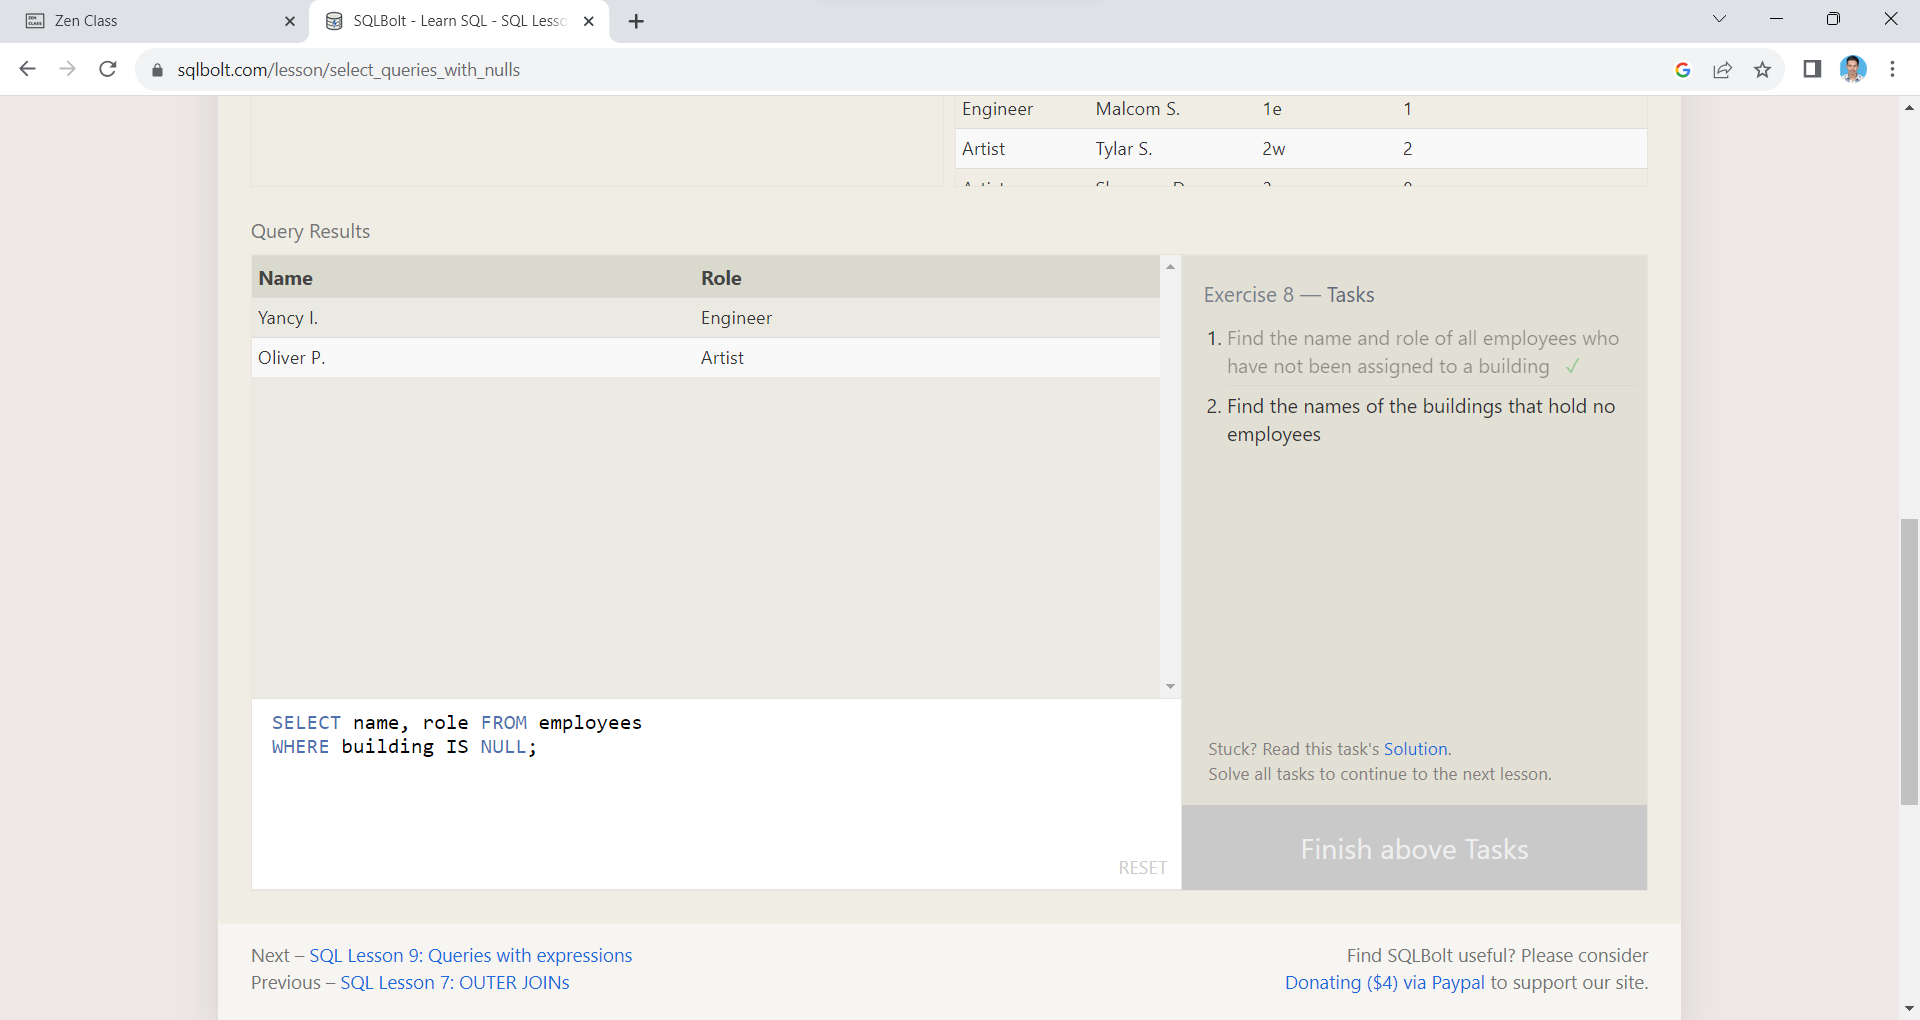 Zen Class
SQLBolt - Learn SQL - SQL Lesso
sqlbolt.com/lesson/select_queries_with_nulls
Engineer Malcom S. 1e 1
Artist Tylar S. 2w 2
Query Results
Name Role
Yancy I. Engineer
Oliver P. Artist
Exercise 8 — Tasks
1. Find the name and role of all employees who
have not been assigned to a building ✓
2. Find the names of the buildings that hold no
employees
SELECT name, role FROM employees
WHERE building IS NULL;
RESET
Stuck? Read this task's Solution.
Solve all tasks to continue to the next lesson.
Finish above Tasks
Next – SQL Lesson 9: Queries with expressions
Previous – SQL Lesson 7: OUTER JOINs
Find SQLBolt useful? Please consider
Donating ($4) via Paypal to support our site.